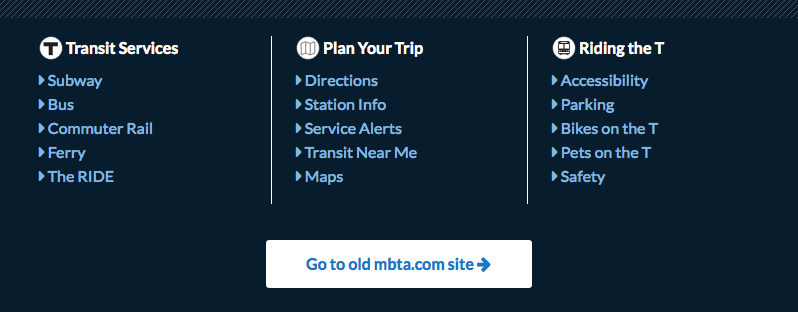 Transit Services
Subway
Bus
Commuter Rail
Ferry
The RIDE
Plan Your Trip
Directions
Station Info
Service Alerts
Transit Near Me
Maps
Riding the T
Accessibility
Parking
Bikes on the T
Pets on the T
Safety
Go to old mbta.com site